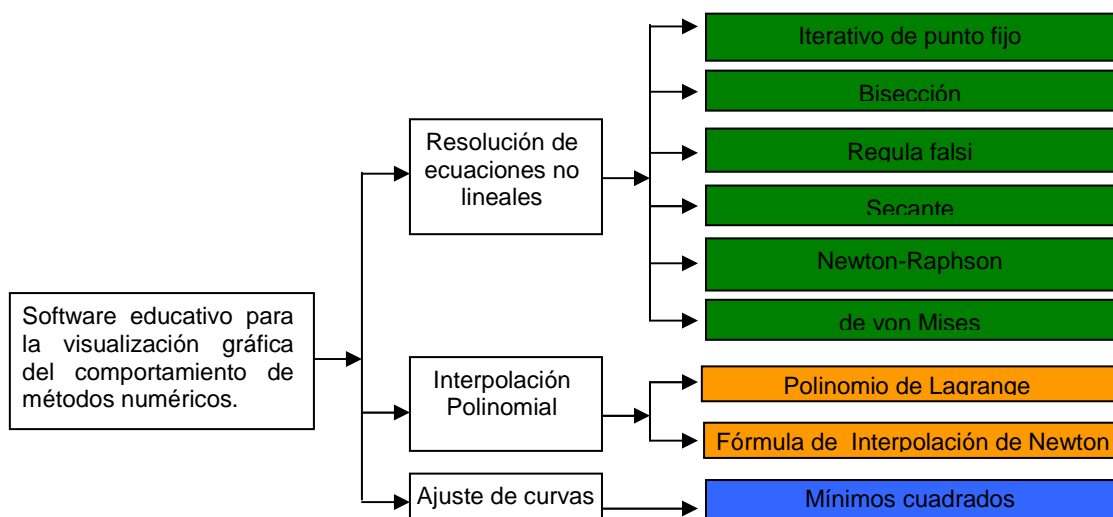 Software educativo para
la visualización gráfica
del comportamiento de
métodos numéricos.
Resolución de
ecuaciones no
lineales
Iterativo de punto fijo
Bisección
Regula falsi
Secante
Newton-Raphson
de von Mises
Interpolación
Polinomial
Polinomio de Lagrange
Fórmula de Interpolación de Newton
Ajuste de curvas
Mínimos cuadrados